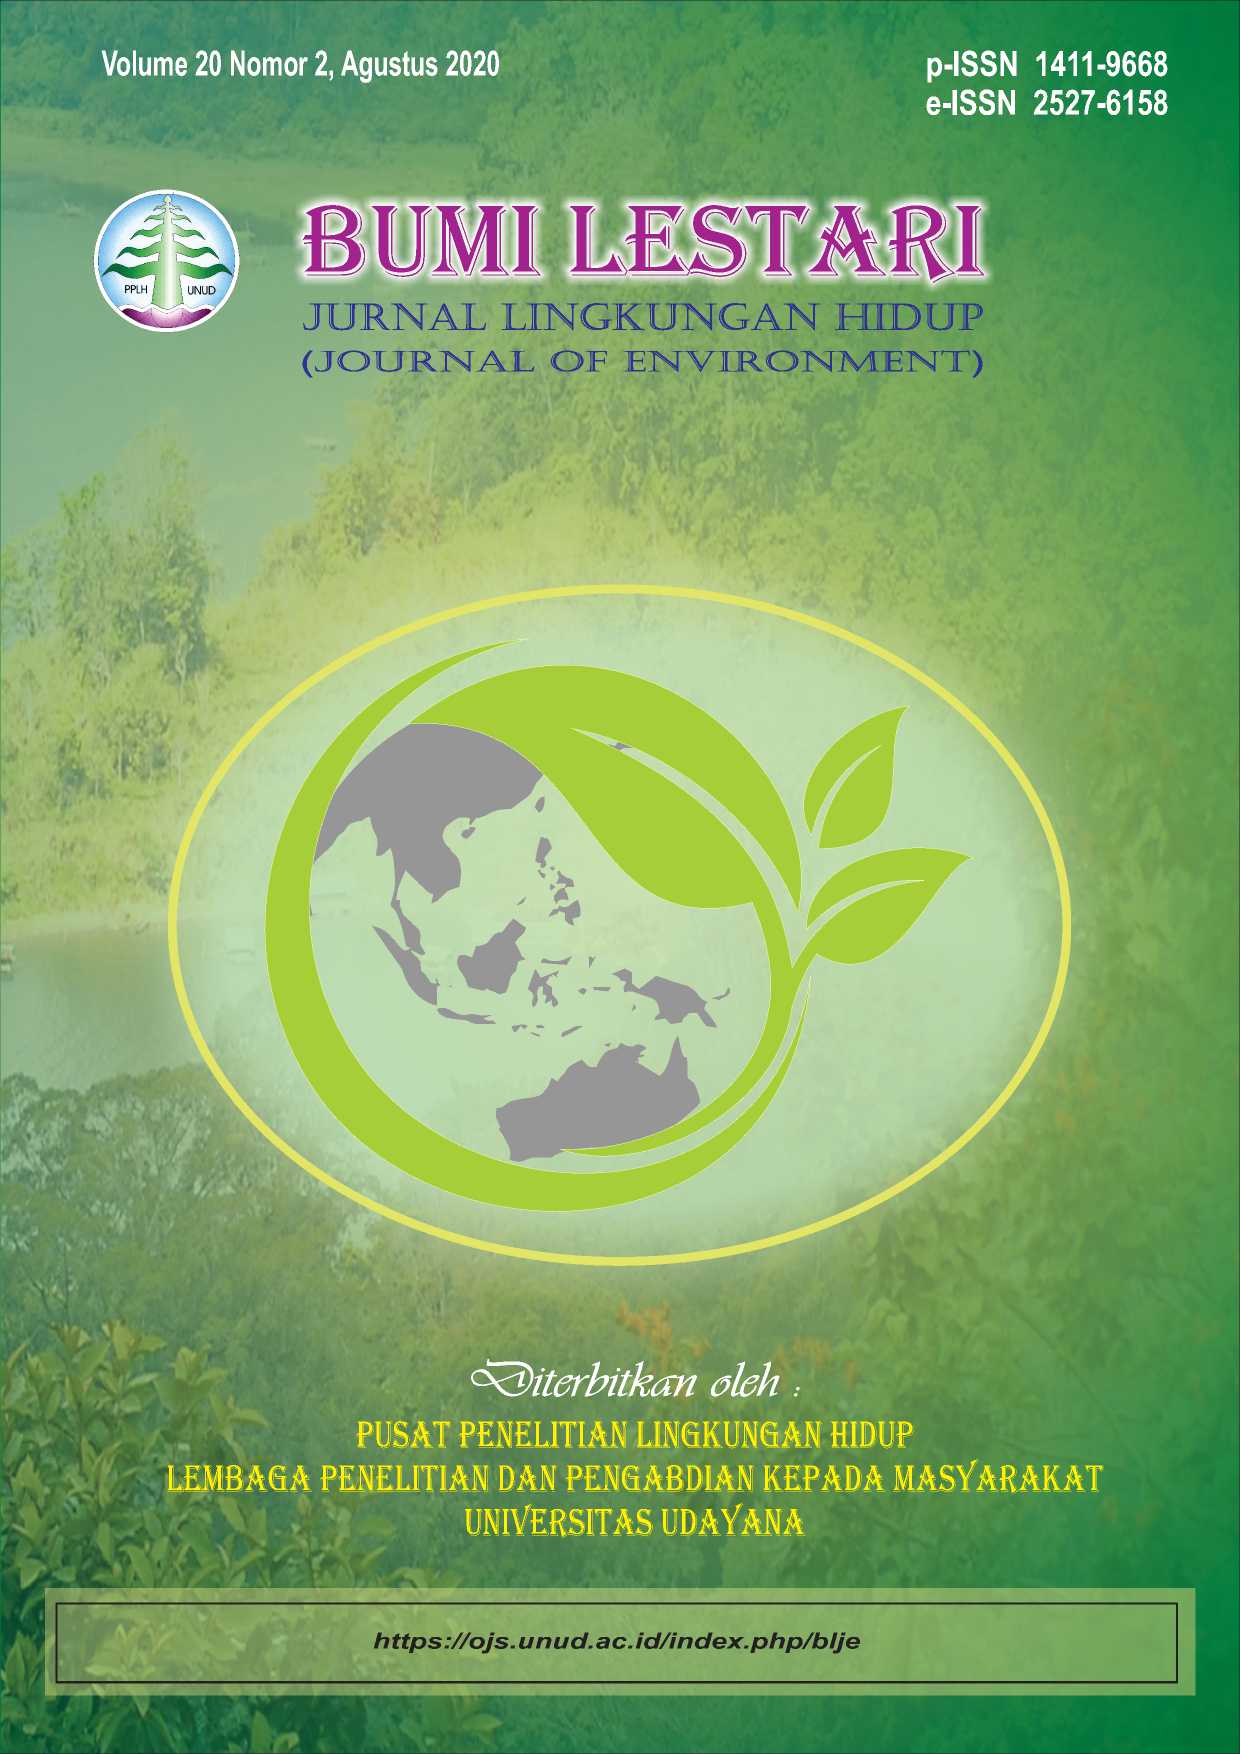 Volume 20 Nomor 2, Agustus 2020
p-ISSN 1411-9668
e-ISSN 2527-6158
PPLH UNUD
BUMI LESTARI
JURNAL LINGKUNGAN HIDUP
(JOURNAL OF ENVIRONMENT)
Diterbitkan oleh :
PUSAT PENELITIAN LINGKUNGAN HIDUP
LEMBAGA PENELITIAN DAN PENGABDIAN KEPADA MASYARAKAT
UNIVERSITAS UDAYANA
https://ojs.unud.ac.id/index.php/blje